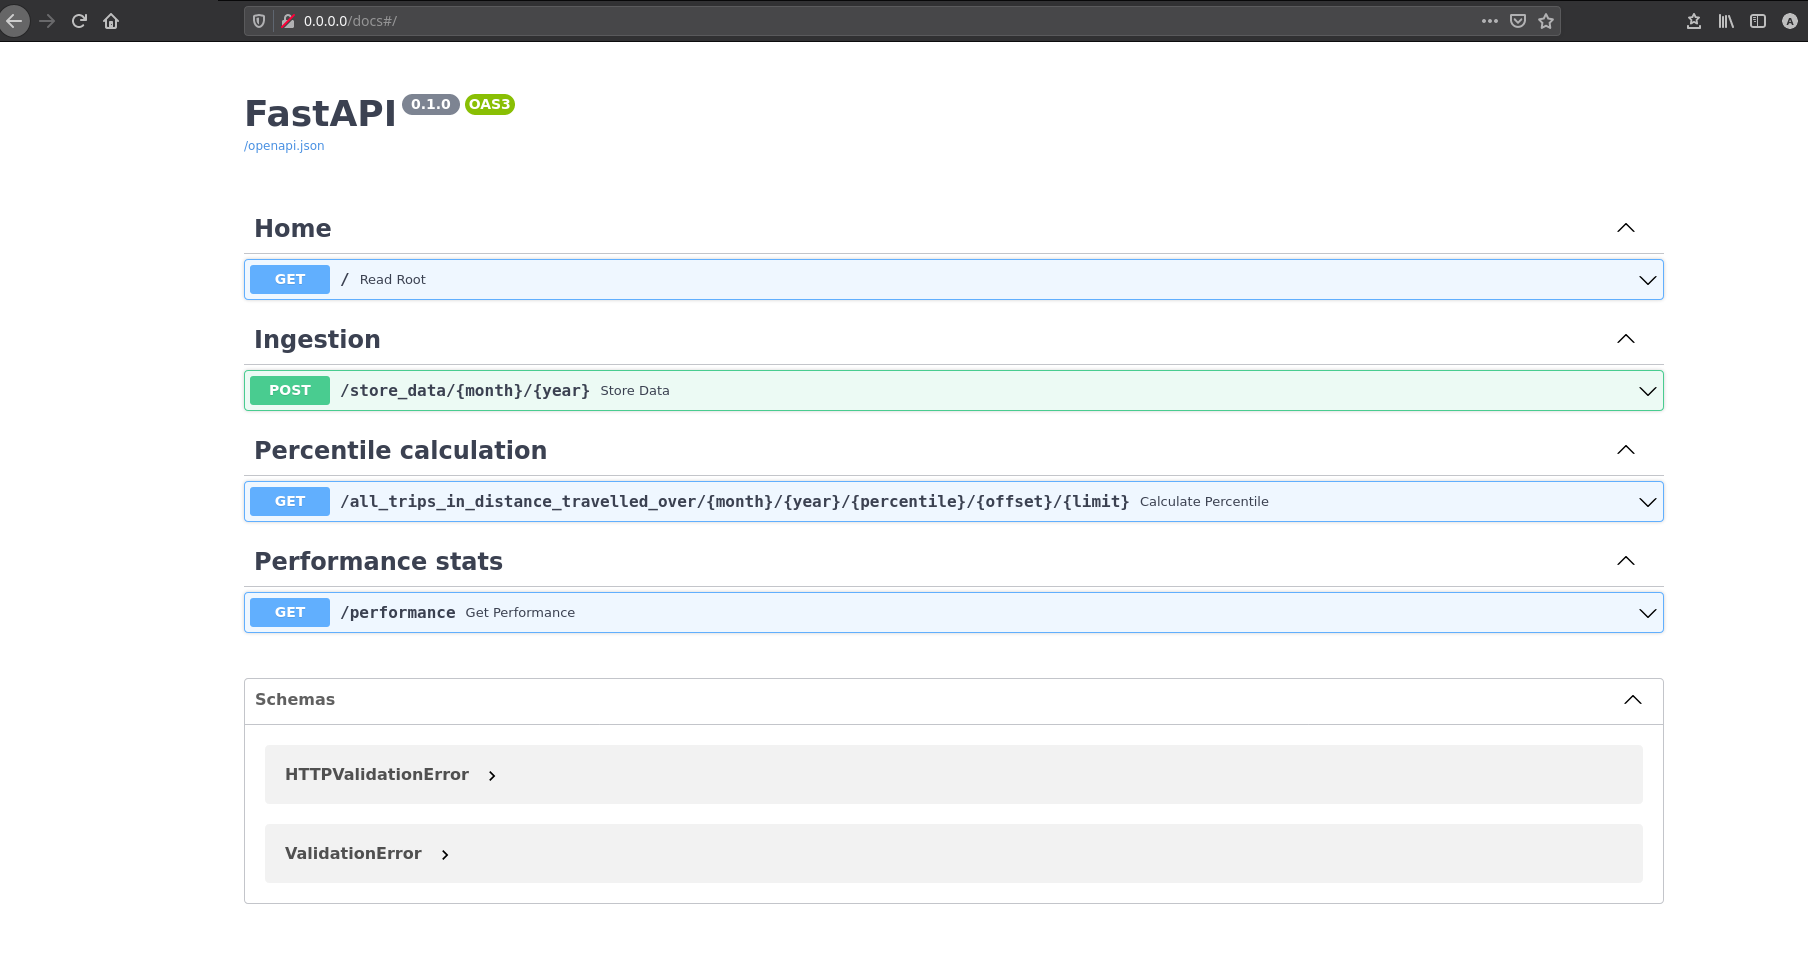 0.0.0.0/docs#/
A
FastAPI 0.1.0 OAS3
/openapi.json
Home
GET / Read Root
Ingestion
POST /store_data/{month}/{year} Store Data
Percentile calculation
GET /all_trips_in_distance_travelled_over/{month}/{year}/{percentile}/{offset}/{limit} Calculate Percentile
Performance stats
GET /performance Get Performance
Schemas
HTTPValidationError
ValidationError